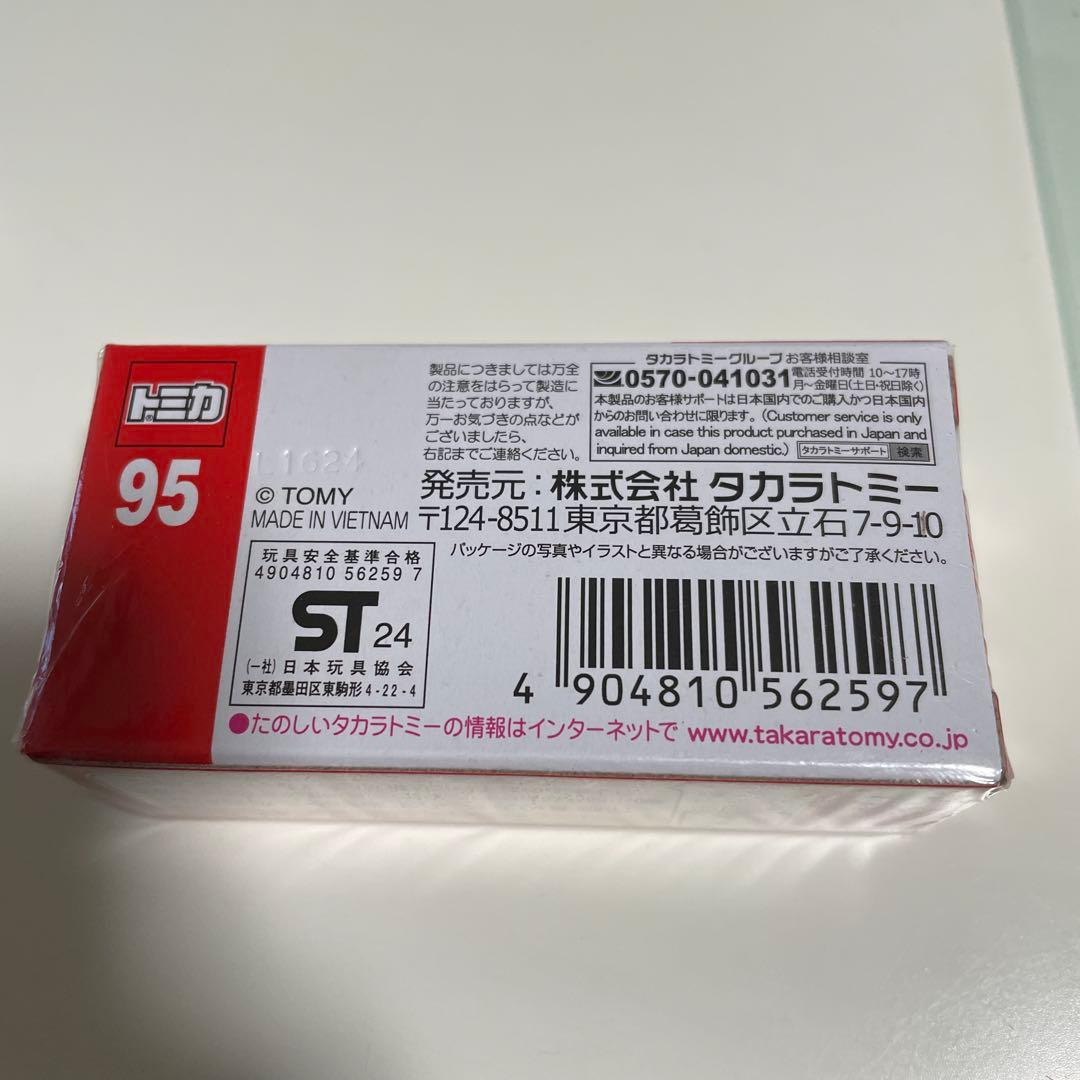 トミカ
95
L1624
© TOMY
MADE IN VIETNAM
製品につきましては万全
の注意をはらって製造に
当たっておりますが、
万一お気づきの点などが
ございましたら、
右記までご連絡ください。
タカラトミーグループ お客様相談室
0570-041031
電話受付時間 10〜17時
月〜金曜日(土日・祝日除く)
本製品のお客様サポートは日本国内でのご購入かつ日本国内
からのお問い合わせに限ります。(Customer service is only
available in case this product purchased in Japan and
inquired from Japan domestic.) タカラトミーサポート 検索
発売元：株式会社 タカラトミー
〒124-8511東京都葛飾区立石7-9-10
パッケージの写真やイラストと異なる場合がございますがご了承ください。
玩具安全基準合格
4904810 56259 7
ST 24
(一社)日本玩具協会
東京都墨田区東駒形4-22-4
4 904810 562597
●たのしいタカラトミーの情報はインターネットで www.takaratomy.co.jp